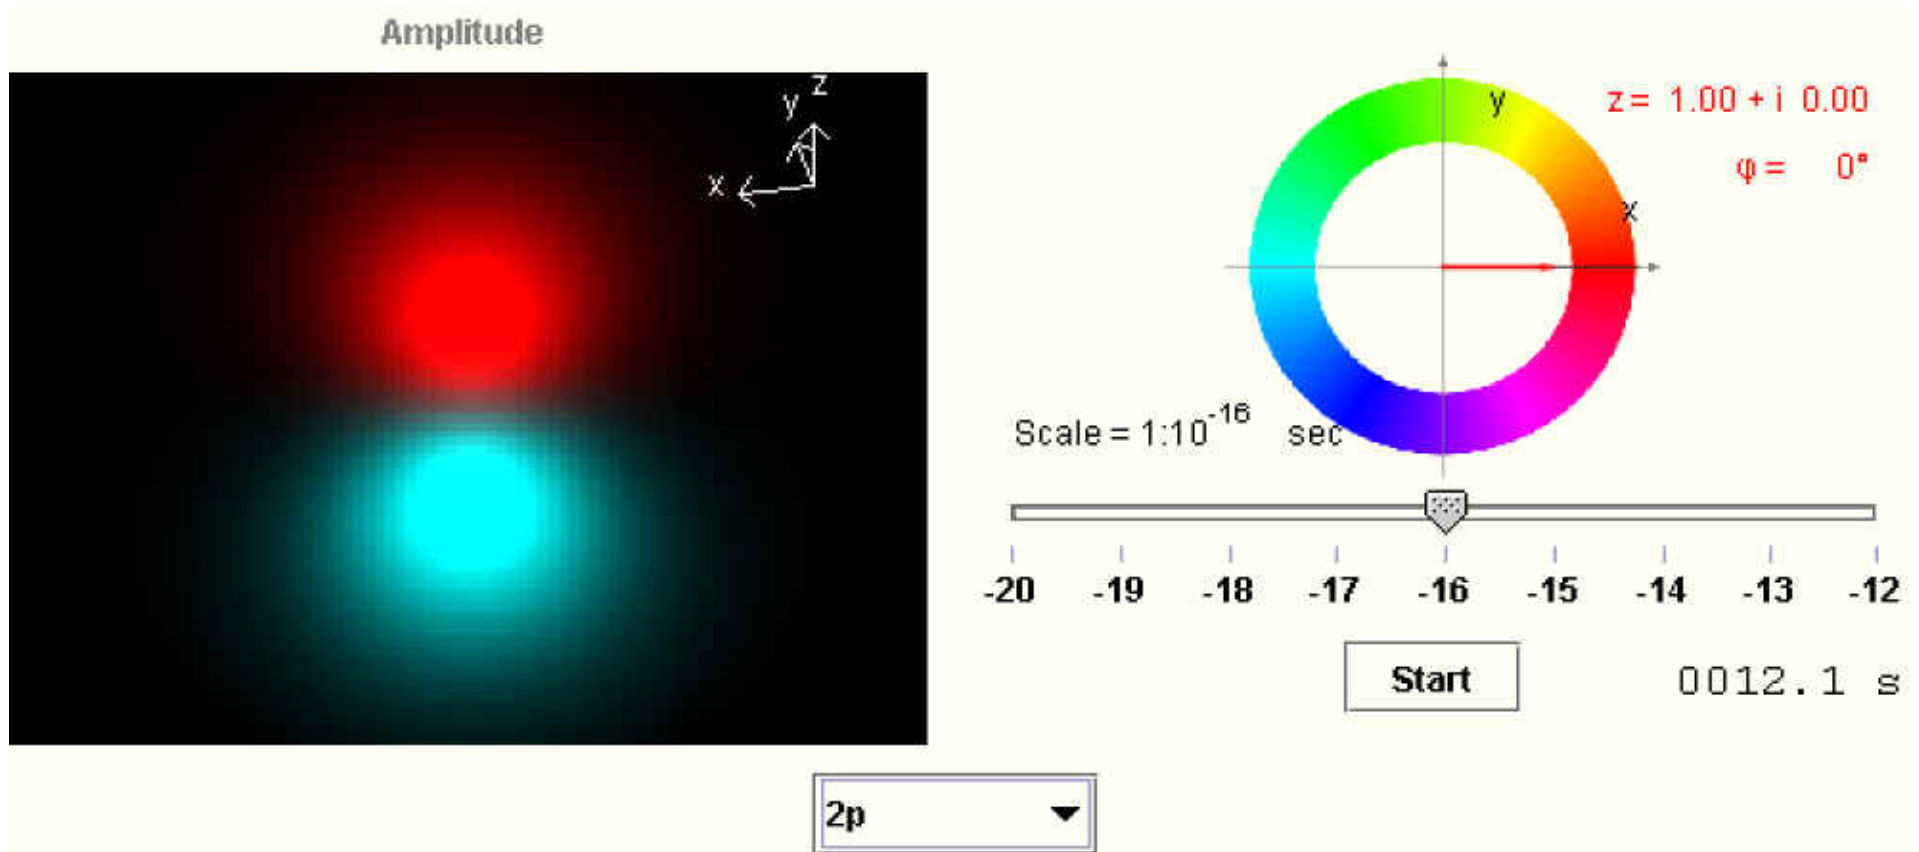 Amplitude
z
y
x
y
x
z = 1.00 + i 0.00
φ = 0°
Scale = 1:10^-16 sec
-20 -19 -18 -17 -16 -15 -14 -13 -12
Start
0012.1 s
2p